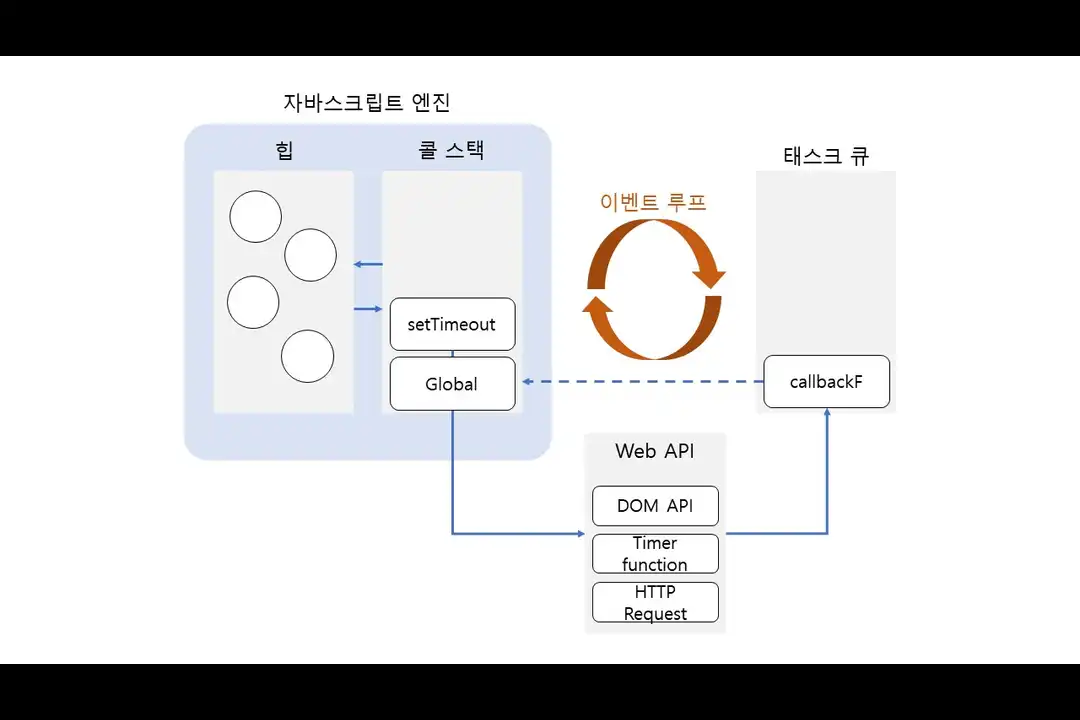 자바스크립트 엔진
힙
콜 스택
태스크 큐
이벤트 루프
setTimeout
Global
callbackF
Web API
DOM API
Timer
function
HTTP
Request